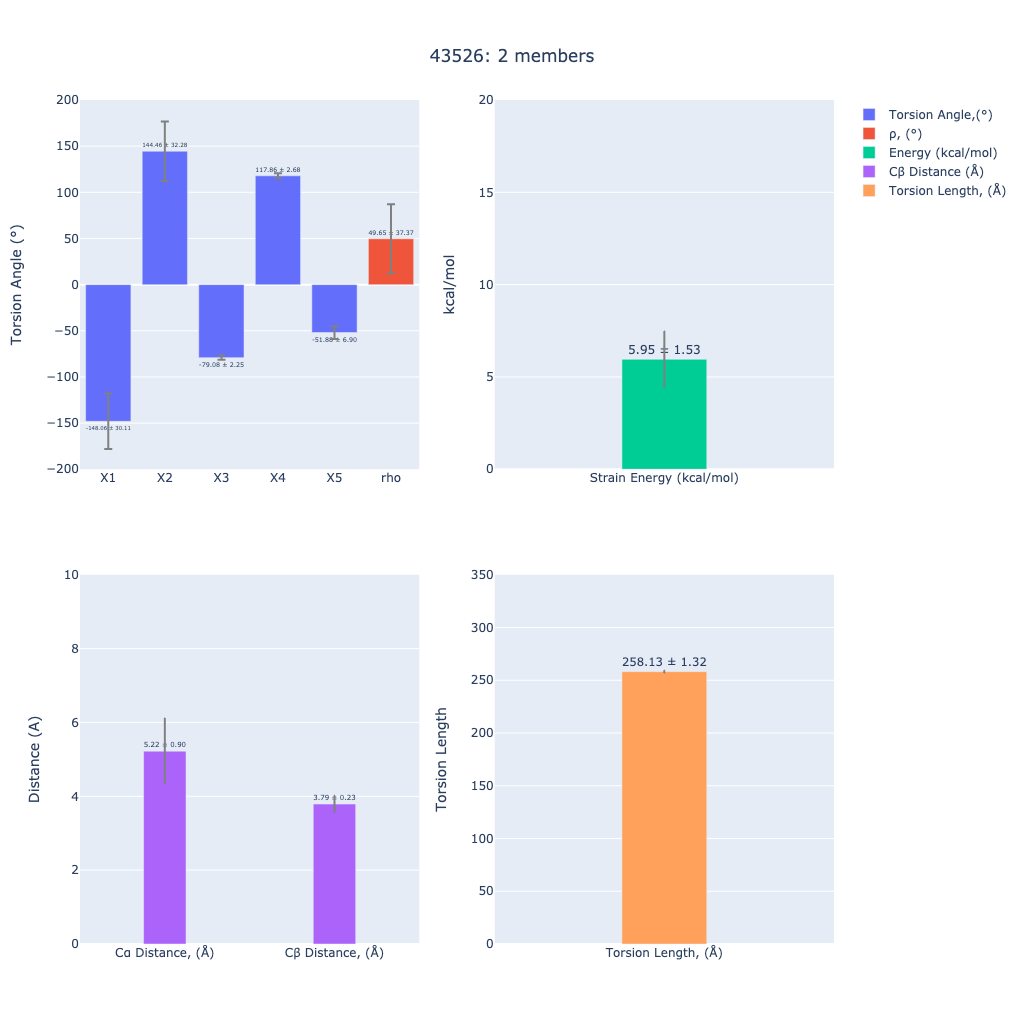 43526: 2 members
200
150
100
50
0
−50
−100
−150
−200
Torsion Angle (°)
144.46 ± 32.28
117.86 ± 2.68
49.65 ± 37.37
-51.88 ± 6.90
-79.08 ± 2.25
-148.06 ± 30.11
X1 X2 X3 X4 X5 rho
20
15
10
5
0
kcal/mol
5.95 ± 1.53
Strain Energy (kcal/mol)
Torsion Angle,(°)
ρ, (°)
Energy (kcal/mol)
Cβ Distance (Å)
Torsion Length, (Å)
10
8
6
4
2
0
Distance (A)
5.22 ± 0.90
3.79 ± 0.23
Cα Distance, (Å) Cβ Distance, (Å)
350
300
250
200
150
100
50
0
Torsion Length
258.13 ± 1.32
Torsion Length, (Å)